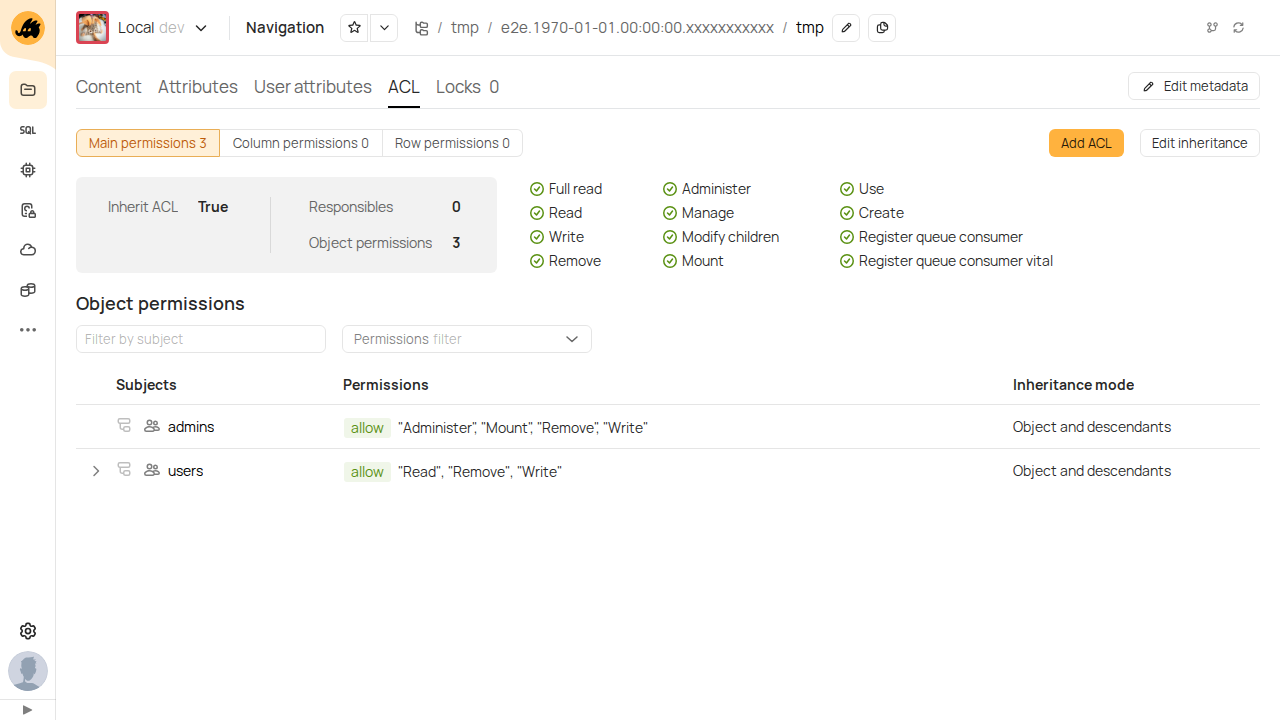 Local dev Navigation / tmp / e2e.1970-01-01.00:00:00.xxxxxxxxxxx / tmp
SQL
Content Attributes User attributes ACL Locks 0 Edit metadata
Main permissions 3 Column permissions 0 Row permissions 0 Add ACL Edit inheritance
Inherit ACL True Responsibles 0
Object permissions 3
Full read Administer Use
Read Manage Create
Write Modify children Register queue consumer
Remove Mount Register queue consumer vital
Object permissions
Filter by subject Permissions filter
Subjects Permissions Inheritance mode
admins allow "Administer", "Mount", "Remove", "Write" Object and descendants
users allow "Read", "Remove", "Write" Object and descendants